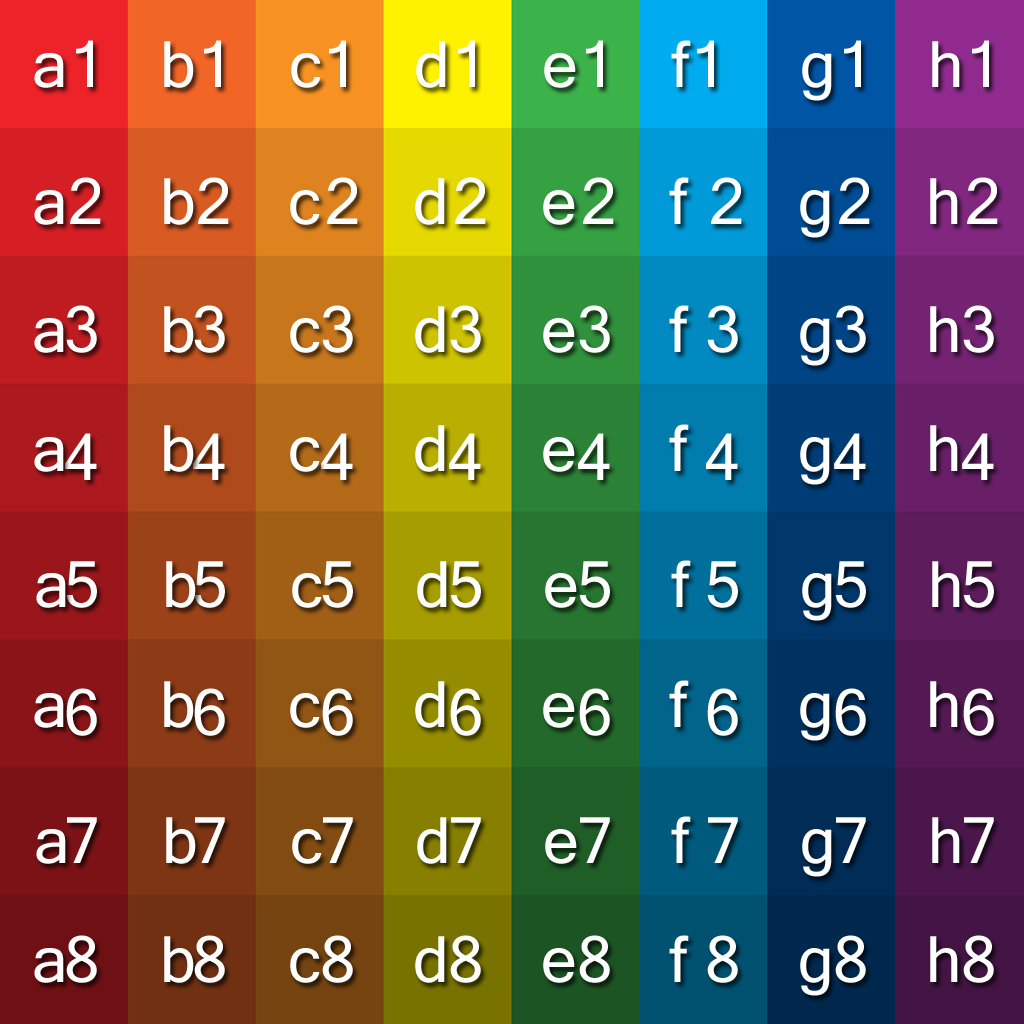 a1 b1 c1 d1 e1 f1 g1 h1
a2 b2 c2 d2 e2 f 2 g2 h2
a3 b3 c3 d3 e3 f 3 g3 h3
a4 b4 c4 d4 e4 f 4 g4 h4
a5 b5 c5 d5 e5 f 5 g5 h5
a6 b6 c6 d6 e6 f 6 g6 h6
a7 b7 c7 d7 e7 f 7 g7 h7
a8 b8 c8 d8 e8 f 8 g8 h8